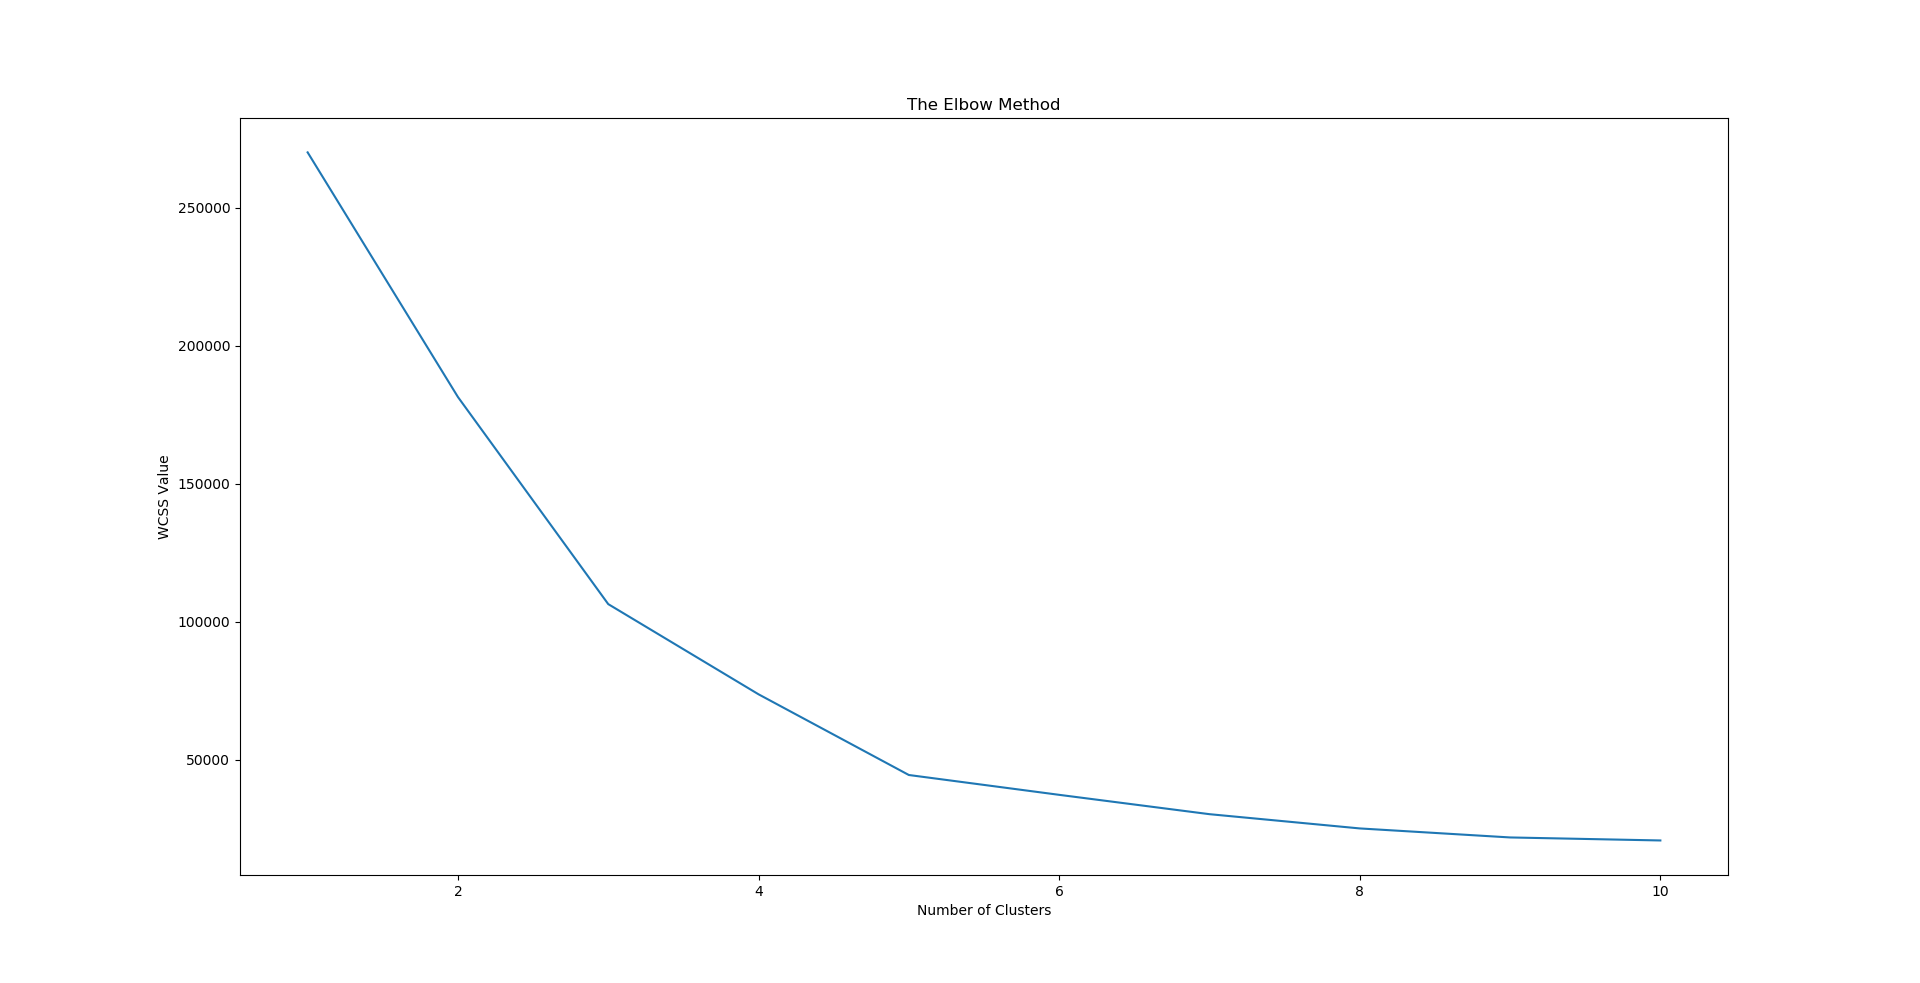 The Elbow Method
250000
200000
150000
100000
50000
WCSS Value
2 4 6 8 10
Number of Clusters